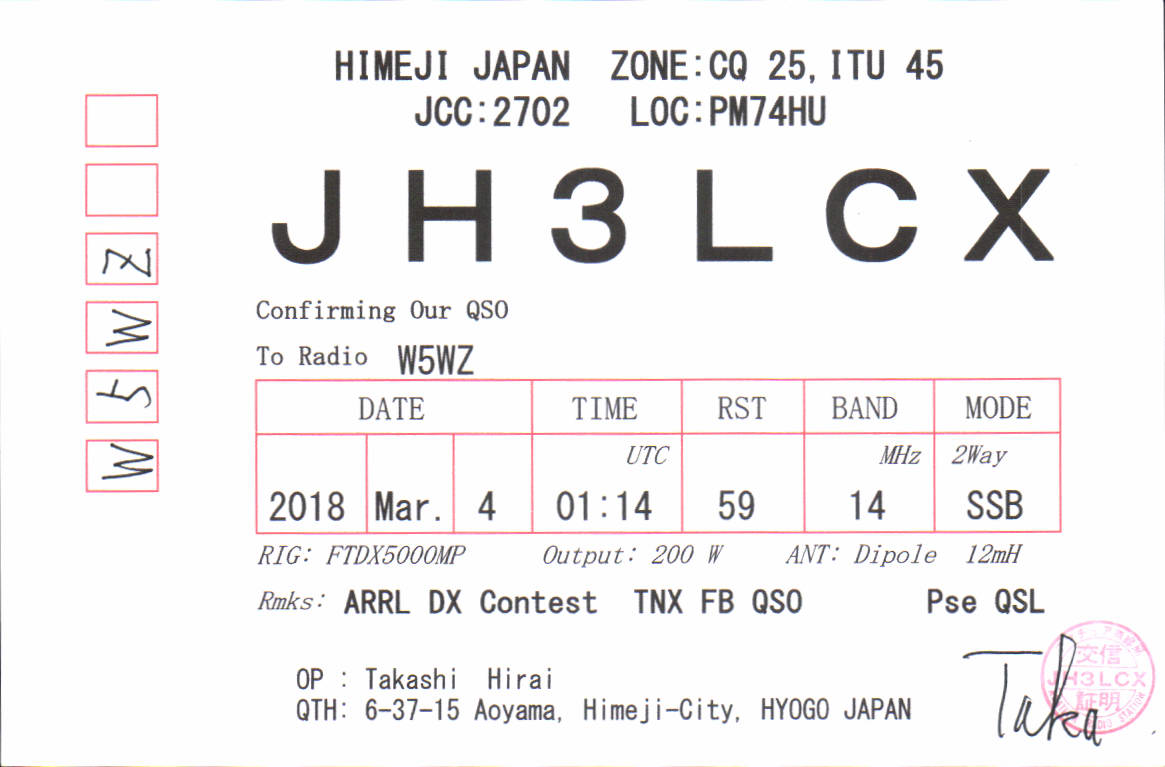 HIMEJI JAPAN ZONE:CQ 25,ITU 45
JCC:2702 LOC:PM74HU
JH3LCX
W5WZ
Confirming Our QSO
To Radio W5WZ
DATE TIME RST BAND MODE
UTC MHz 2Way
2018 Mar. 4 01:14 59 14 SSB
RIG: FTDX5000MP Output: 200 W ANT: Dipole 12mH
Rmks: ARRL DX Contest TNX FB QSO Pse QSL
OP : Takashi Hirai
QTH: 6-37-15 Aoyama, Himeji-City, HYOGO JAPAN
Taka
交信
JH3LCX
証明
STATION